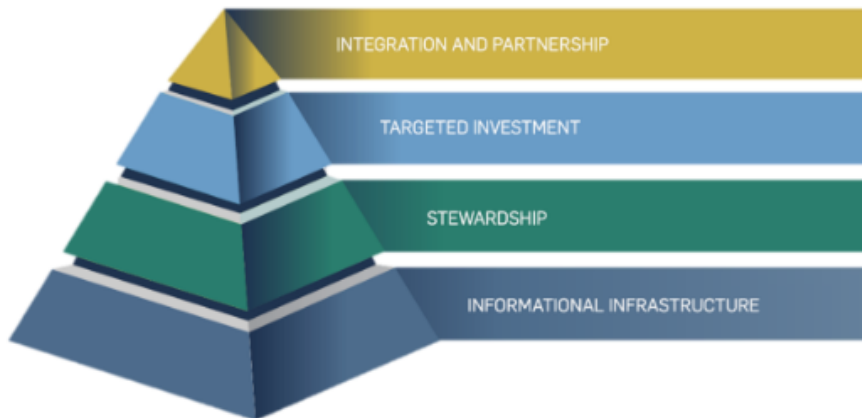 INTEGRATION AND PARTNERSHIP
TARGETED INVESTMENT
STEWARDSHIP
INFORMATIONAL INFRASTRUCTURE